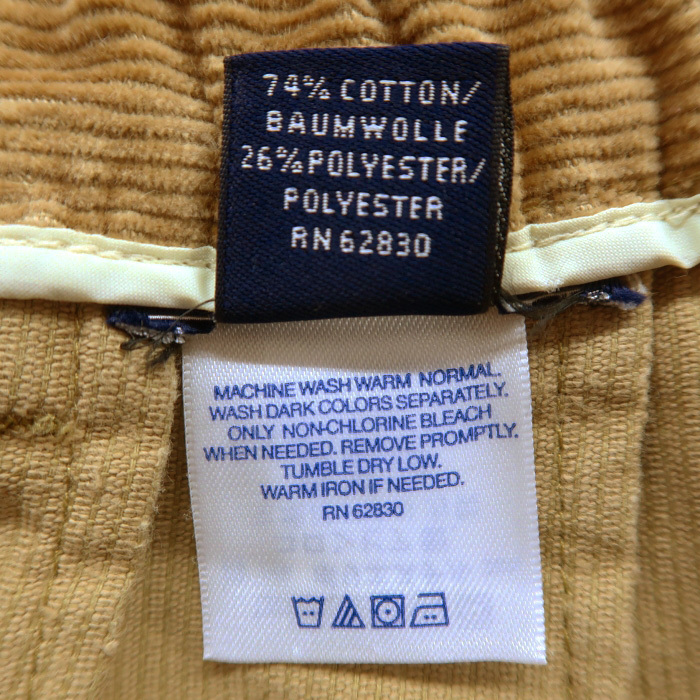 74% COTTON/
BAUMWOLLE
26% POLYESTER/
POLYESTER
RN 62830
MACHINE WASH WARM NORMAL.
WASH DARK COLORS SEPARATELY.
ONLY NON-CHLORINE BLEACH
WHEN NEEDED. REMOVE PROMPTLY.
TUMBLE DRY LOW.
WARM IRON IF NEEDED.
RN 62830